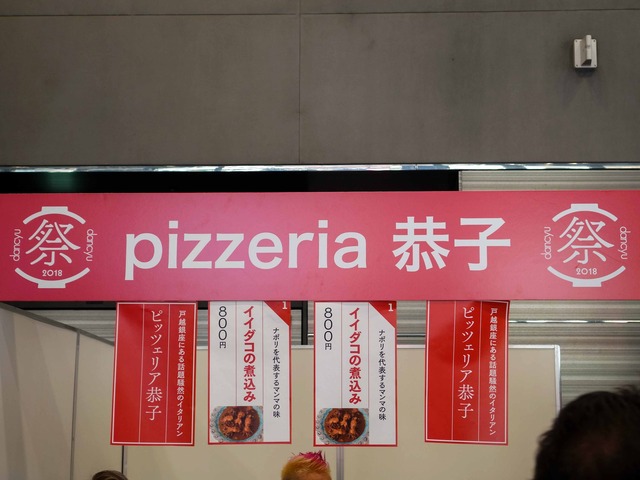 dancyu
祭
2018
dancyu
pizzeria 恭子
dancyu
祭
2018
dancyu
戸越銀座にある話題騒然のイタリアン
ピッツェリア恭子
1
ナポリを代表するマンマの味
イイダコの煮込み
800円
1
ナポリを代表するマンマの味
イイダコの煮込み
800円
戸越銀座にある話題騒然のイタリアン
ピッツェリア恭子